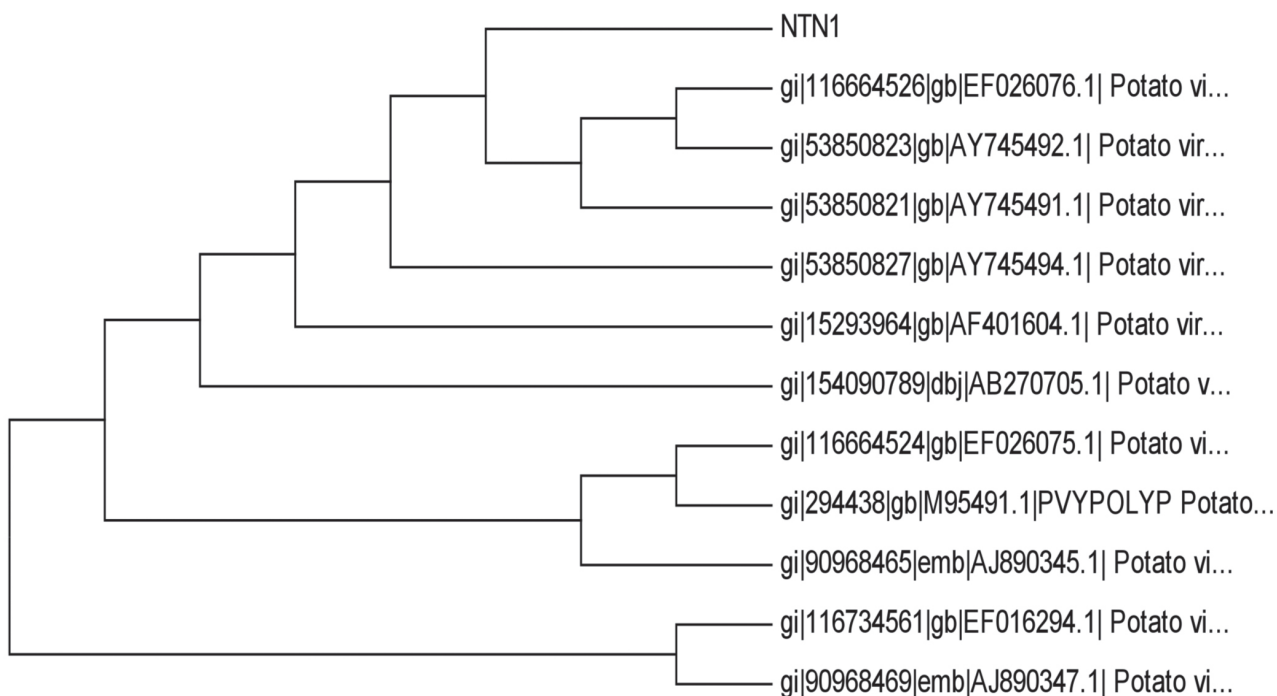 NTN1
gi|116664526|gb|EF026076.1| Potato vi...
gi|53850823|gb|AY745492.1| Potato vir...
gi|53850821|gb|AY745491.1| Potato vir...
gi|53850827|gb|AY745494.1| Potato vir...
gi|15293964|gb|AF401604.1| Potato vir...
gi|154090789|dbj|AB270705.1| Potato v...
gi|116664524|gb|EF026075.1| Potato vi...
gi|294438|gb|M95491.1|PVYPOLYP Potato...
gi|90968465|emb|AJ890345.1| Potato vi...
gi|116734561|gb|EF016294.1| Potato vi...
gi|90968469|emb|AJ890347.1| Potato vi...